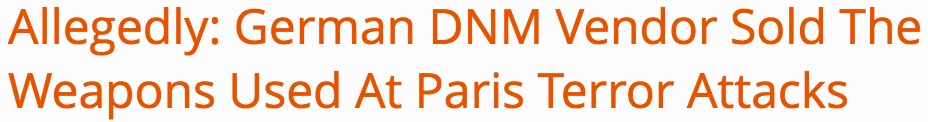 Allegedly: German DNM Vendor Sold The
Weapons Used At Paris Terror Attacks